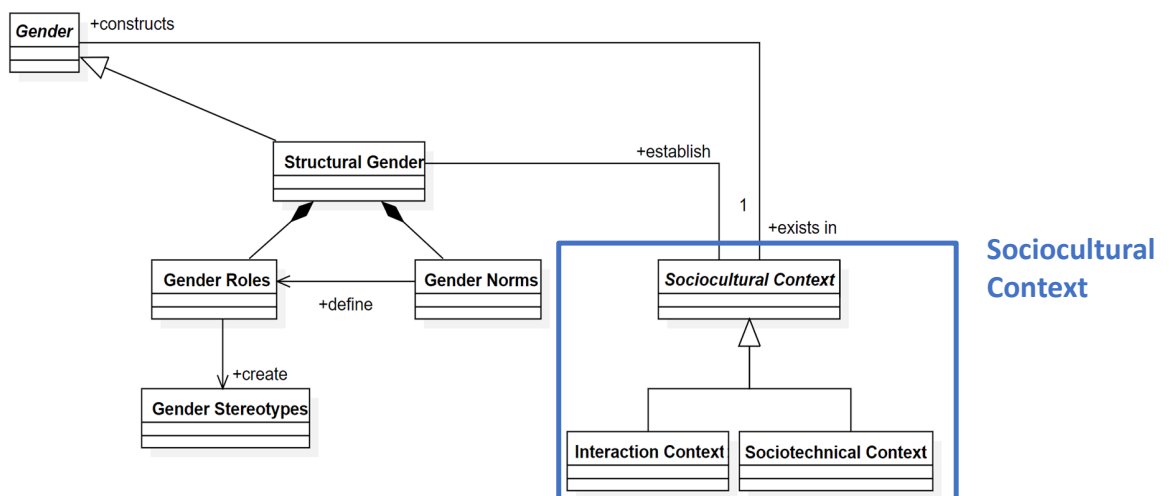 +constructs
Gender
Structural Gender
+establish
1
+exists in
Sociocultural
Context
Gender Roles
Gender Norms
Sociocultural Context
+define
+create
Gender Stereotypes
Interaction Context
Sociotechnical Context